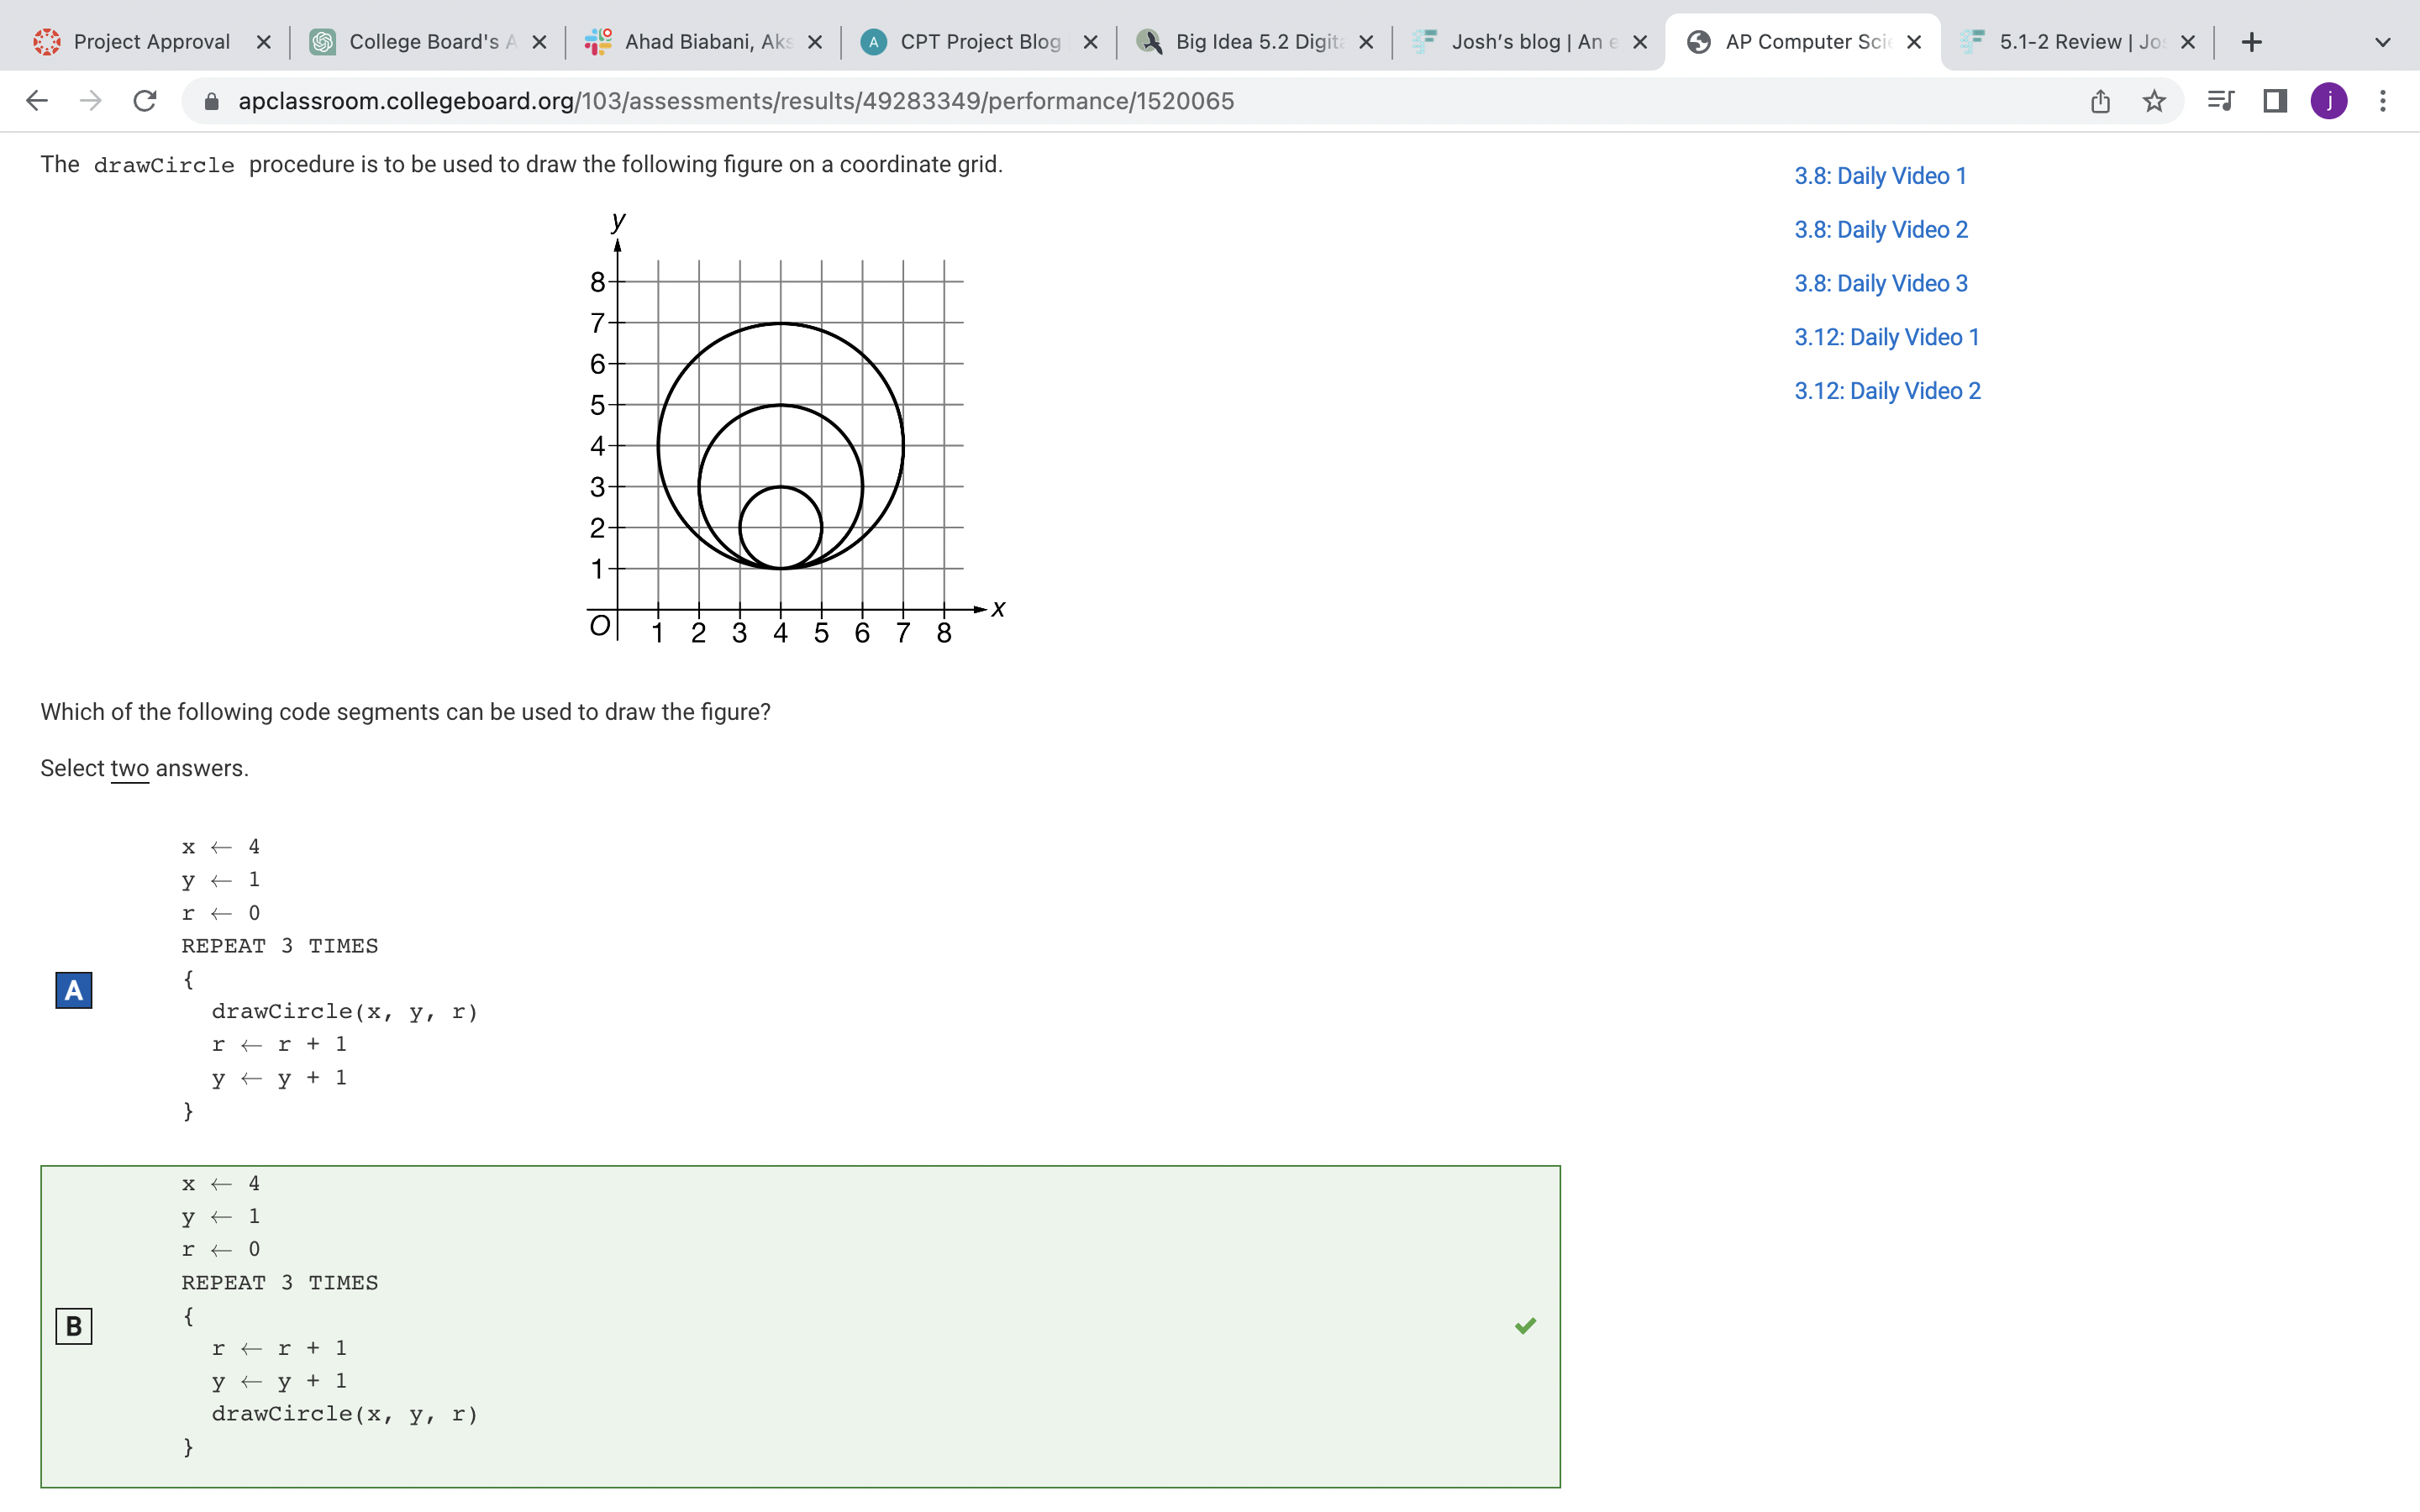 Project Approval
College Board's A
Ahad Biabani, Aks
A
CPT Project Blog
Big Idea 5.2 Digita
Josh's blog | An e
AP Computer Scie
5.1-2 Review | Jos
apclassroom.collegeboard.org/103/assessments/results/49283349/performance/1520065
j
The drawCircle procedure is to be used to draw the following figure on a coordinate grid.
3.8: Daily Video 1
3.8: Daily Video 2
3.8: Daily Video 3
3.12: Daily Video 1
3.12: Daily Video 2
y
8
7
6
5
4
3
2
1
x
O 1 2 3 4 5 6 7 8
Which of the following code segments can be used to draw the figure?
Select two answers.
A
x ← 4
y ← 1
r ← 0
REPEAT 3 TIMES
{
drawCircle(x, y, r)
r ← r + 1
y ← y + 1
}
B
x ← 4
y ← 1
r ← 0
REPEAT 3 TIMES
{
r ← r + 1
y ← y + 1
drawCircle(x, y, r)
}